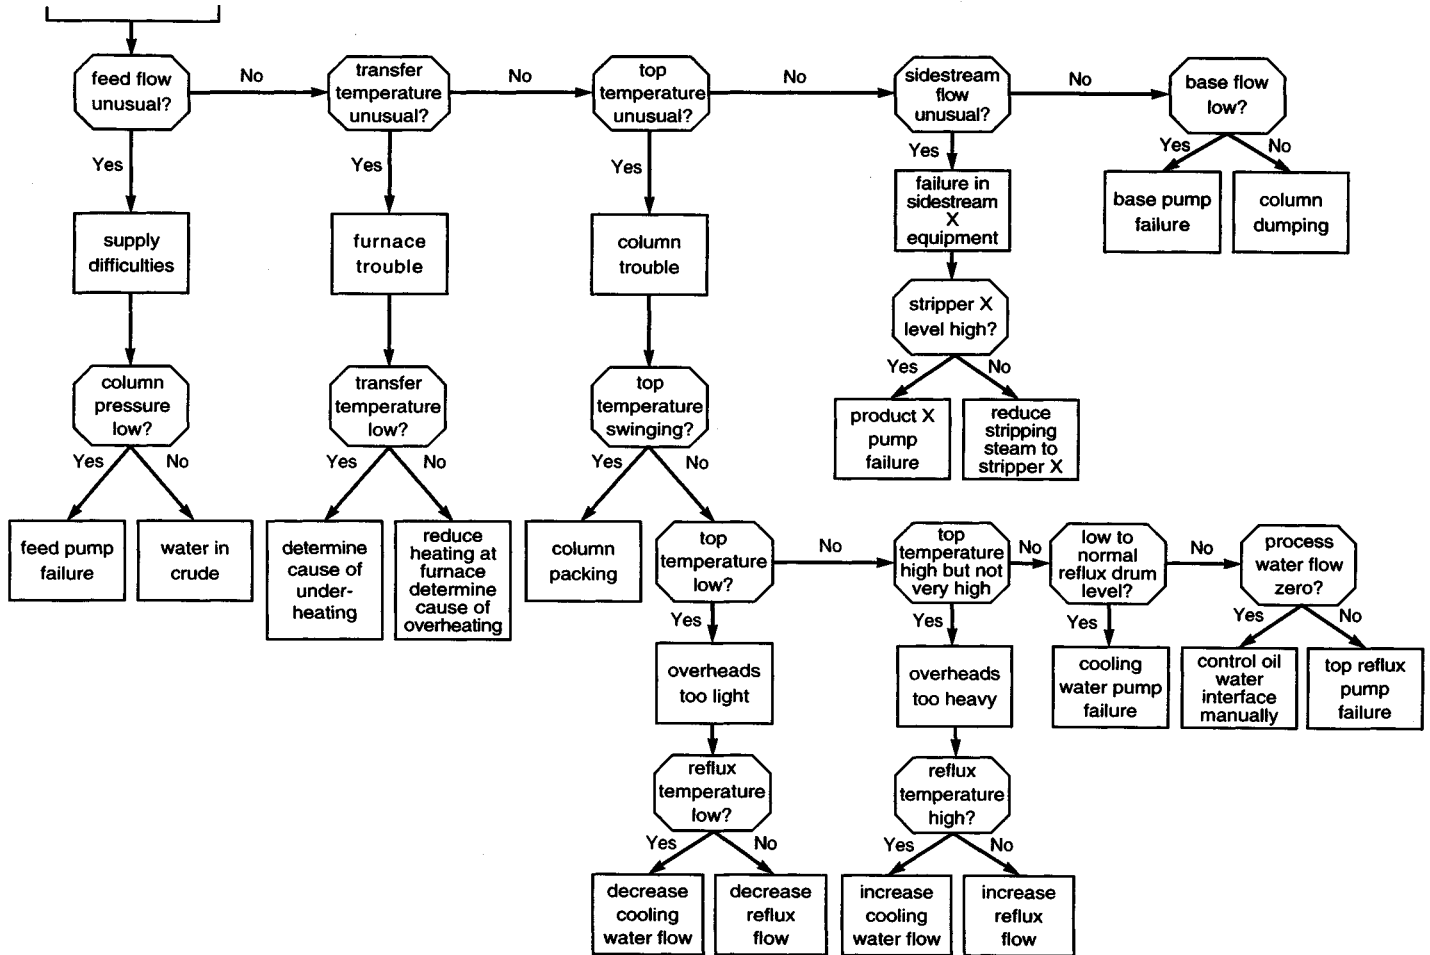 feed flow
unusual?
No
transfer
temperature
unusual?
No
top
temperature
unusual?
No
sidestream
flow
unusual?
No
base flow
low?
Yes
Yes
Yes
Yes
Yes
No
supply
difficulties
furnace
trouble
column
trouble
failure in
sidestream
X
equipment
base pump
failure
column
dumping
stripper X
level high?
Yes
No
product X
pump
failure
reduce
stripping
steam to
stripper X
column
pressure
low?
Yes
No
transfer
temperature
low?
Yes
No
top
temperature
swinging?
Yes
No
feed pump
failure
water in
crude
determine
cause of
under-
heating
reduce
heating at
furnace
determine
cause of
overheating
column
packing
top
temperature
low?
No
top
temperature
high but not
very high
No
low to
normal
reflux drum
level?
No
process
water flow
zero?
Yes
Yes
Yes
Yes
No
overheads
too light
overheads
too heavy
cooling
water pump
failure
control oil
water
interface
manually
top reflux
pump
failure
reflux
temperature
low?
Yes
No
reflux
temperature
high?
Yes
No
decrease
cooling
water flow
decrease
reflux
flow
increase
cooling
water flow
increase
reflux
flow